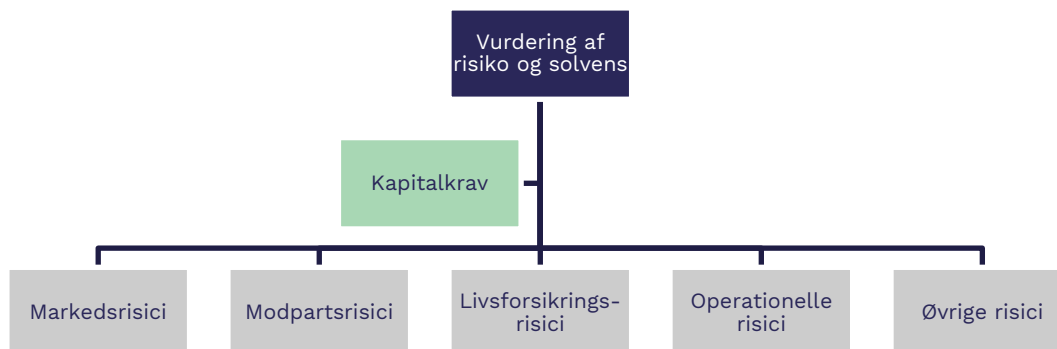 Vurdering af
risiko og solvens
Kapitalkrav
Markedsrisici
Modpartsrisici
Livsforsikrings-
risici
Operationelle
risici
Øvrige risici